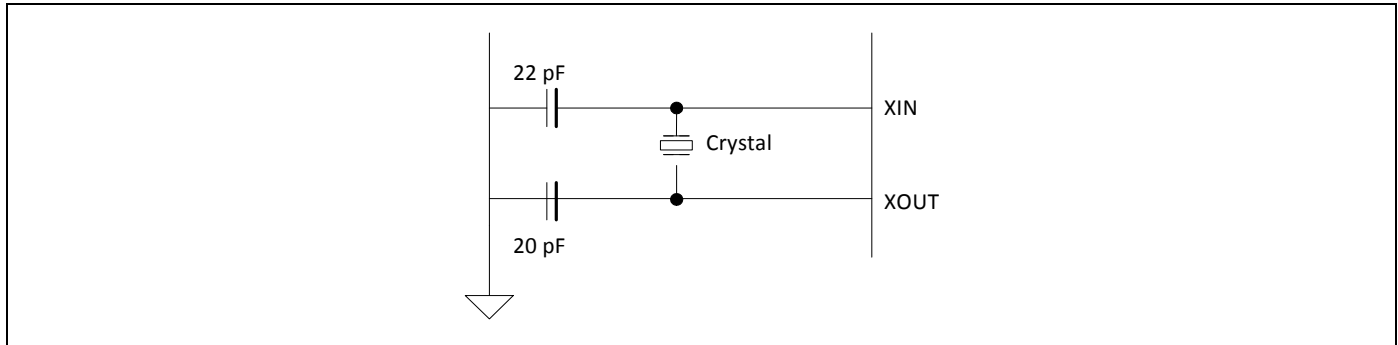 22 pF
XIN
Crystal
XOUT
20 pF